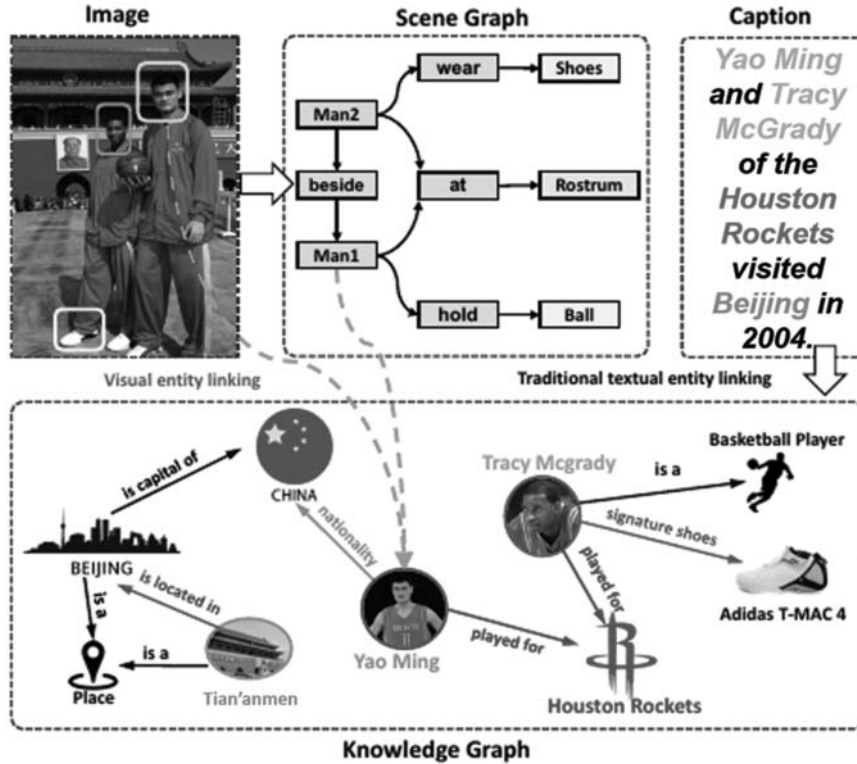 Image
Scene Graph
Caption
wear
Shoes
Man2
beside
at
Rostrum
Man1
hold
Ball
Yao Ming
and Tracy
McGrady
of the
Houston
Rockets
visited
Beijing in
2004.
Visual entity linking
Traditional textual entity linking
is capital of
CHINA
BEIJING
is a
is located in
is a
Place
Tian'anmen
nationality
Yao Ming
played for
Tracy Mcgrady
is a
Basketball Player
signature shoes
Adidas T-MAC 4
played for
Houston Rockets
Knowledge Graph